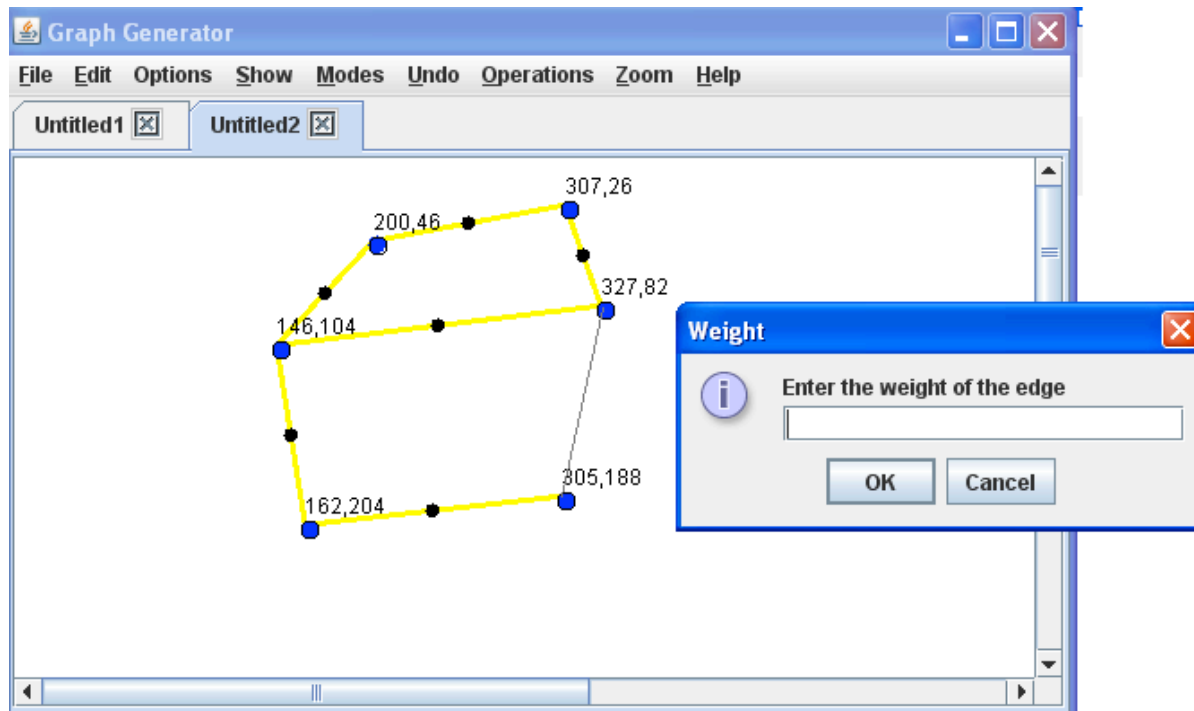 Graph Generator
File Edit Options Show Modes Undo Operations Zoom Help
Untitled1 Untitled2
307,26
200,46
327,82
146,104
Weight
Enter the weight of the edge
OK Cancel
305,188
162,204